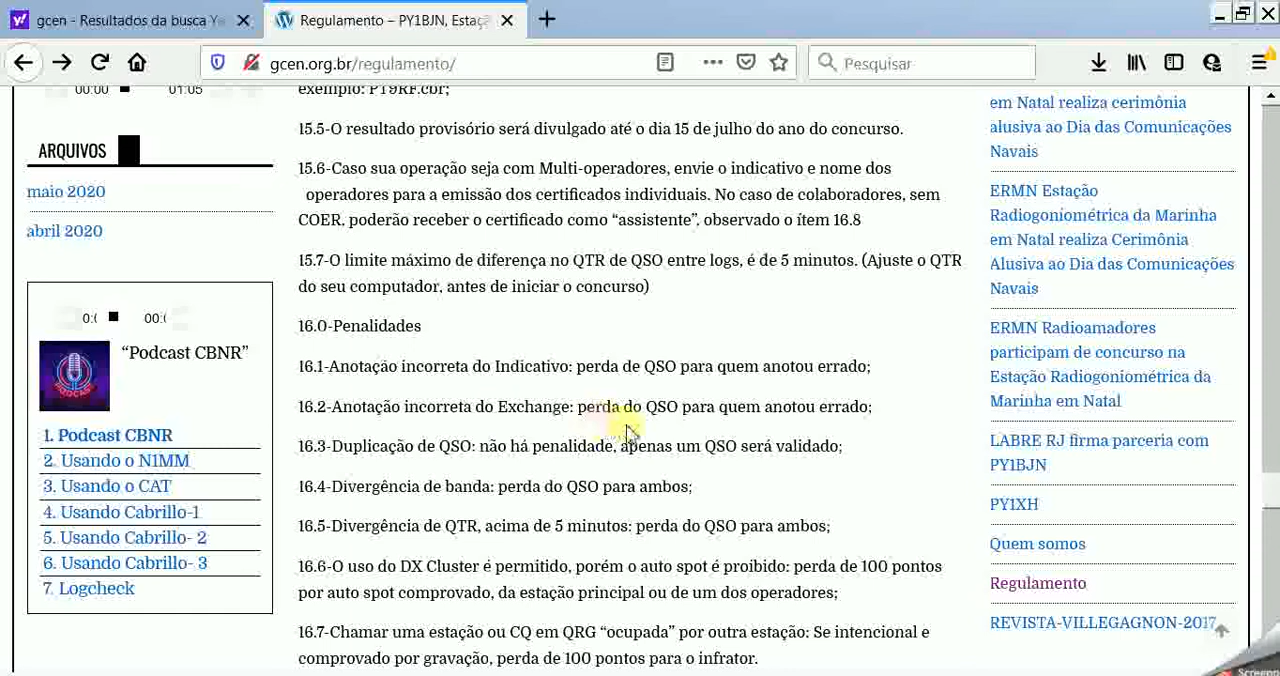 gcen - Resultados da busca Y
Regulamento – PY1BJN, Estaç
gcen.org.br/regulamento/
Pesquisar
00:00
01:05
ARQUIVOS
maio 2020
abril 2020
0:0
00:
"Podcast CBNR"
PODCAST
1. Podcast CBNR
2. Usando o N1MM
3. Usando o CAT
4. Usando Cabrillo-1
5. Usando Cabrillo- 2
6. Usando Cabrillo- 3
7. Logcheck
exemplo: PT9RF.cbr;
15.5-O resultado provisório será divulgado até o dia 15 de julho do ano do concurso.
15.6-Caso sua operação seja com Multi-operadores, envie o indicativo e nome dos
operadores para a emissão dos certificados individuais. No caso de colaboradores, sem
COER, poderão receber o certificado como “assistente”, observado o ítem 16.8
15.7-O limite máximo de diferença no QTR de QSO entre logs, é de 5 minutos. (Ajuste o QTR
do seu computador, antes de iniciar o concurso)
16.0-Penalidades
16.1-Anotação incorreta do Indicativo: perda de QSO para quem anotou errado;
16.2-Anotação incorreta do Exchange: perda do QSO para quem anotou errado;
16.3-Duplicação de QSO: não há penalidade, apenas um QSO será validado;
16.4-Divergência de banda: perda do QSO para ambos;
16.5-Divergência de QTR, acima de 5 minutos: perda do QSO para ambos;
16.6-O uso do DX Cluster é permitido, porém o auto spot é proibido: perda de 100 pontos
por auto spot comprovado, da estação principal ou de um dos operadores;
16.7-Chamar uma estação ou CQ em QRG “ocupada” por outra estação: Se intencional e
comprovado por gravação, perda de 100 pontos para o infrator.
em Natal realiza cerimônia
alusiva ao Dia das Comunicações
Navais
ERMN Estação
Radiogoniométrica da Marinha
em Natal realiza Cerimônia
Alusiva ao Dia das Comunicações
Navais
ERMN Radioamadores
participam de concurso na
Estação Radiogoniométrica da
Marinha em Natal
LABRE RJ firma parceria com
PY1BJN
PY1XH
Quem somos
Regulamento
REVISTA-VILLEGAGNON-2017